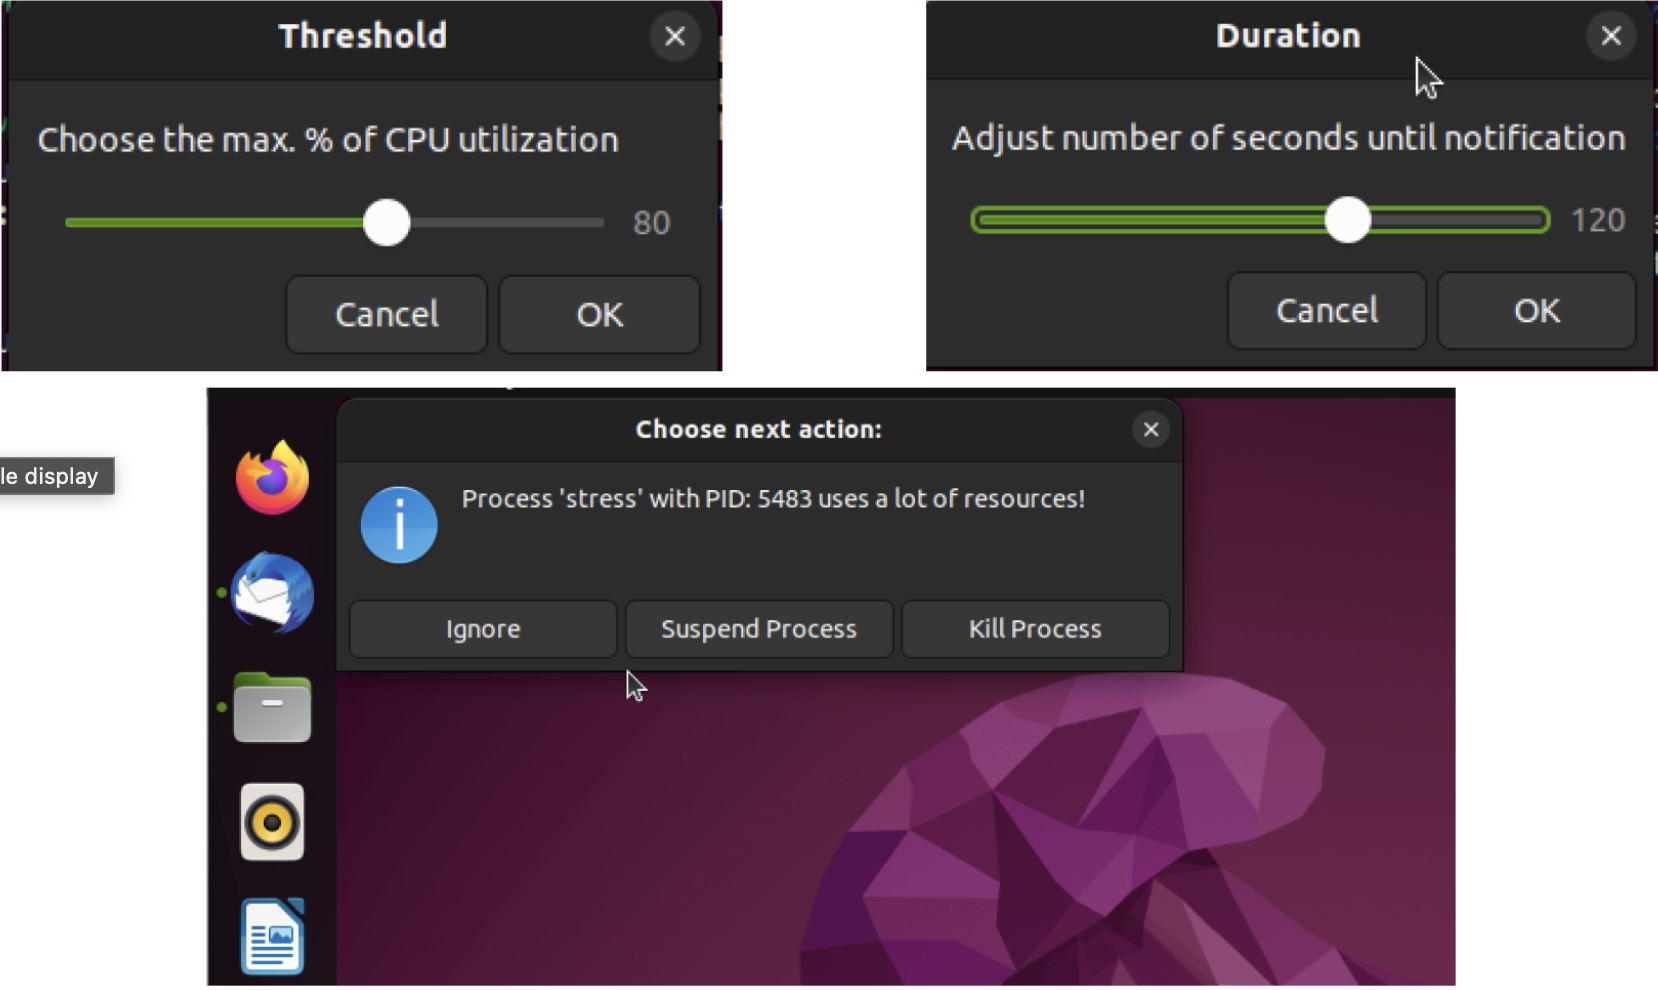 Threshold
Choose the max. % of CPU utilization
80
Cancel
OK
Duration
Adjust number of seconds until notification
120
Cancel
OK
le display
Choose next action:
Process 'stress' with PID: 5483 uses a lot of resources!
Ignore
Suspend Process
Kill Process